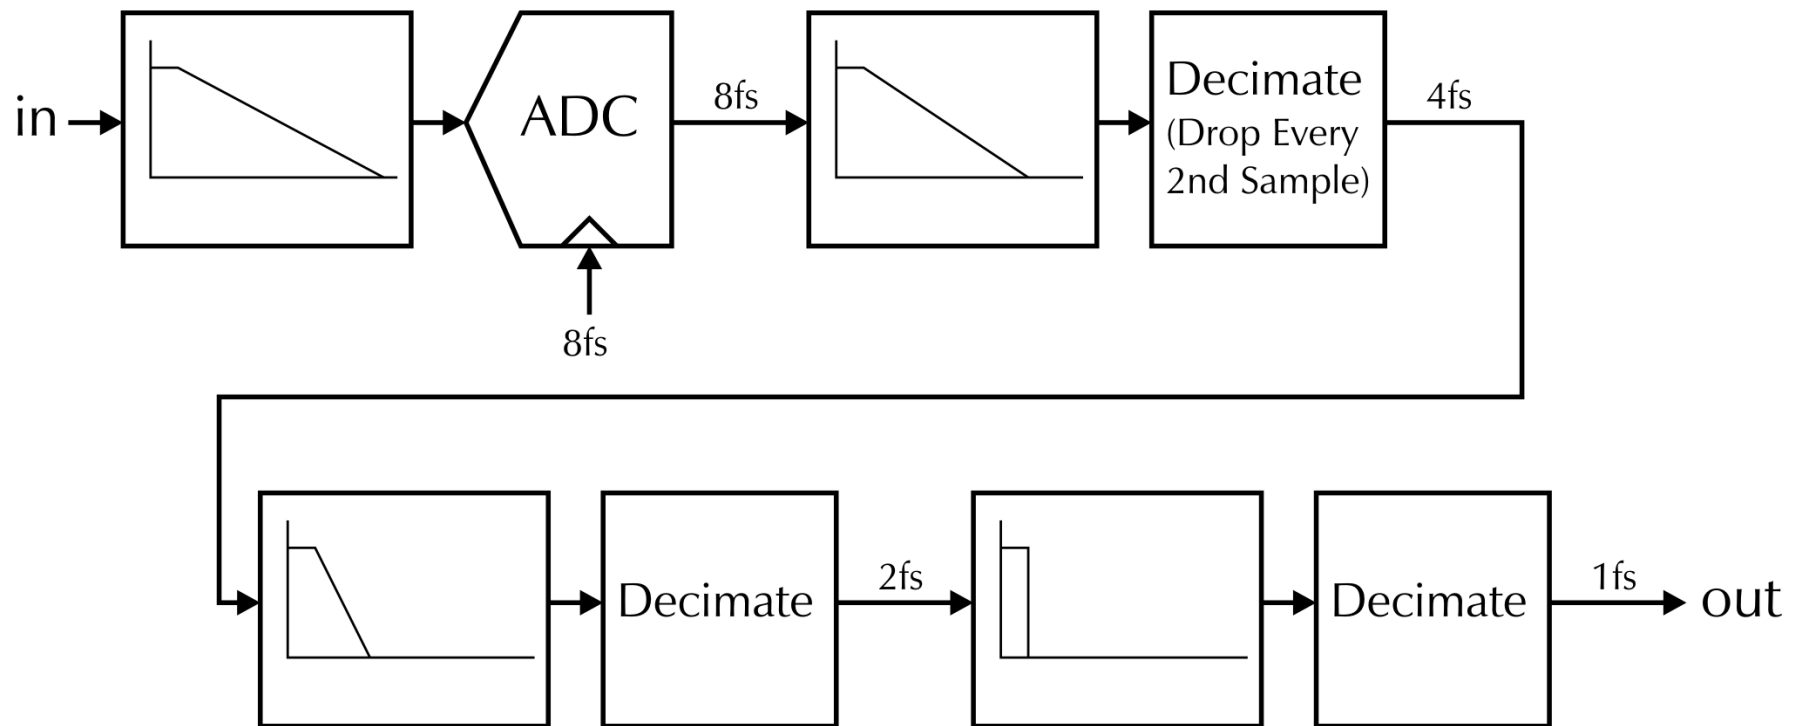 in
ADC
8fs
8fs
Decimate
(Drop Every
2nd Sample)
4fs
Decimate
2fs
Decimate
1fs
out